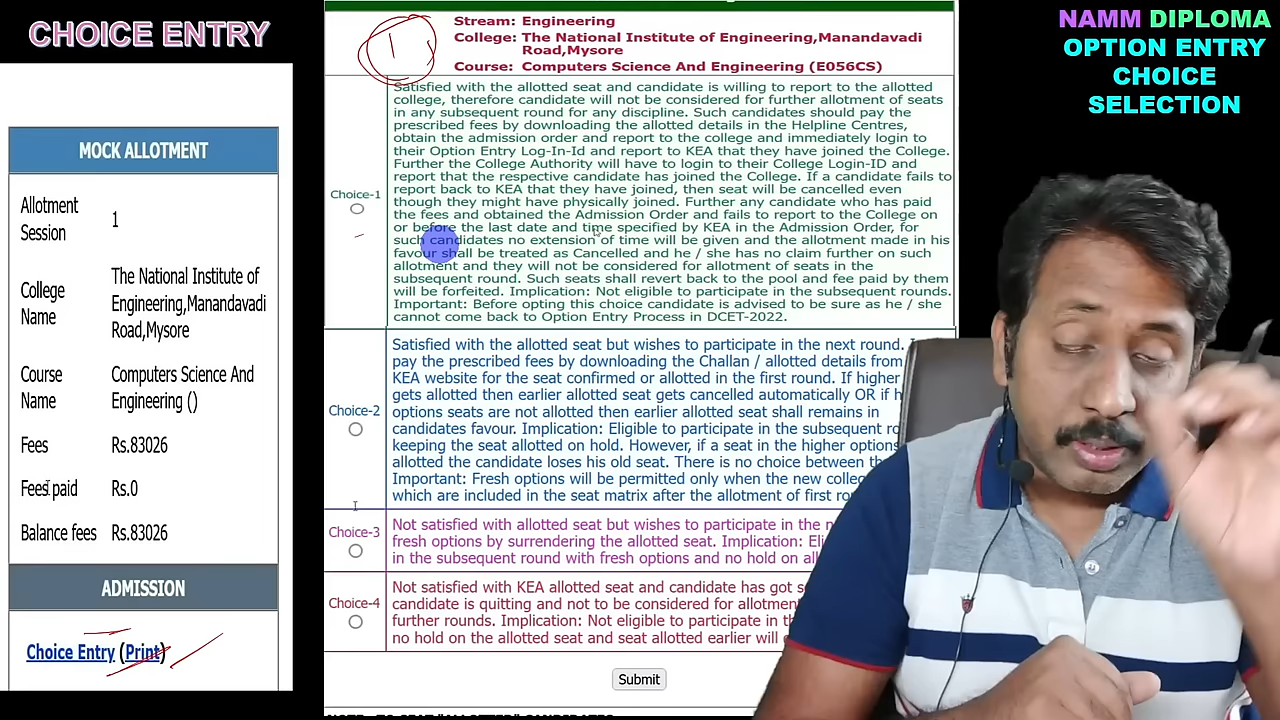 CHOICE ENTRY
MOCK ALLOTMENT
Allotment Session 1
College Name The National Institute of Engineering,Manandavadi Road,Mysore
Course Name Computers Science And Engineering ()
Fees Rs.83026
Fees paid Rs.0
Balance fees Rs.83026
ADMISSION
Choice Entry (Print)
1
Stream: Engineering
College: The National Institute of Engineering,Manandavadi
Road,Mysore
Course: Computers Science And Engineering (E056CS)
Choice-1
Satisfied with the allotted seat and candidate is willing to report to the allotted
college, therefore candidate will not be considered for further allotment of seats
in any subsequent round for any discipline. Such candidates should pay the
prescribed fees by downloading the allotted details in the Helpline Centres,
obtain the admission order and report to the college and immediately login to
their Option Entry Log-In-Id and report to KEA that they have joined the College.
Further the College Authority will have to login to their College Login-ID and
report that the respective candidate has joined the College. If a candidate fails to
report back to KEA that they have joined, then seat will be cancelled even
though they might have physically joined. Further any candidate who has paid
the fees and obtained the Admission Order and fails to report to the College on
or before the last date and time specified by KEA in the Admission Order, for
such candidates no extension of time will be given and the allotment made in his
favour shall be treated as Cancelled and he / she has no claim further on such
allotment and they will not be considered for allotment of seats in the
subsequent round. Such seats shall revert back to the pool and fee paid by them
will be forfeited. Implication: Not eligible to participate in the subsequent rounds.
Important: Before opting this choice candidate is advised to be sure as he / she
cannot come back to Option Entry Process in DCET-2022.
Choice-2
Satisfied with the allotted seat but wishes to participate in the next round.
pay the prescribed fees by downloading the Challan / allotted details from
KEA website for the seat confirmed or allotted in the first round. If higher
gets allotted then earlier allotted seat gets cancelled automatically OR if
options seats are not allotted then earlier allotted seat shall remains in
candidates favour. Implication: Eligible to participate in the subsequent
keeping the seat allotted on hold. However, if a seat in the higher options
allotted the candidate loses his old seat. There is no choice between
Important: Fresh options will be permitted only when the new
which are included in the seat matrix after the allotment of first
Choice-3
Not satisfied with allotted seat but wishes to participate in the
fresh options by surrendering the allotted seat. Implication:
in the subsequent round with fresh options and no hold on
Choice-4
Not satisfied with KEA allotted seat and candidate has got
candidate is quitting and not to be considered for
further rounds. Implication: Not eligible to participate in
no hold on the allotted seat and seat allotted earlier will
Submit
NAMM DIPLOMA
OPTION ENTRY
CHOICE
SELECTION